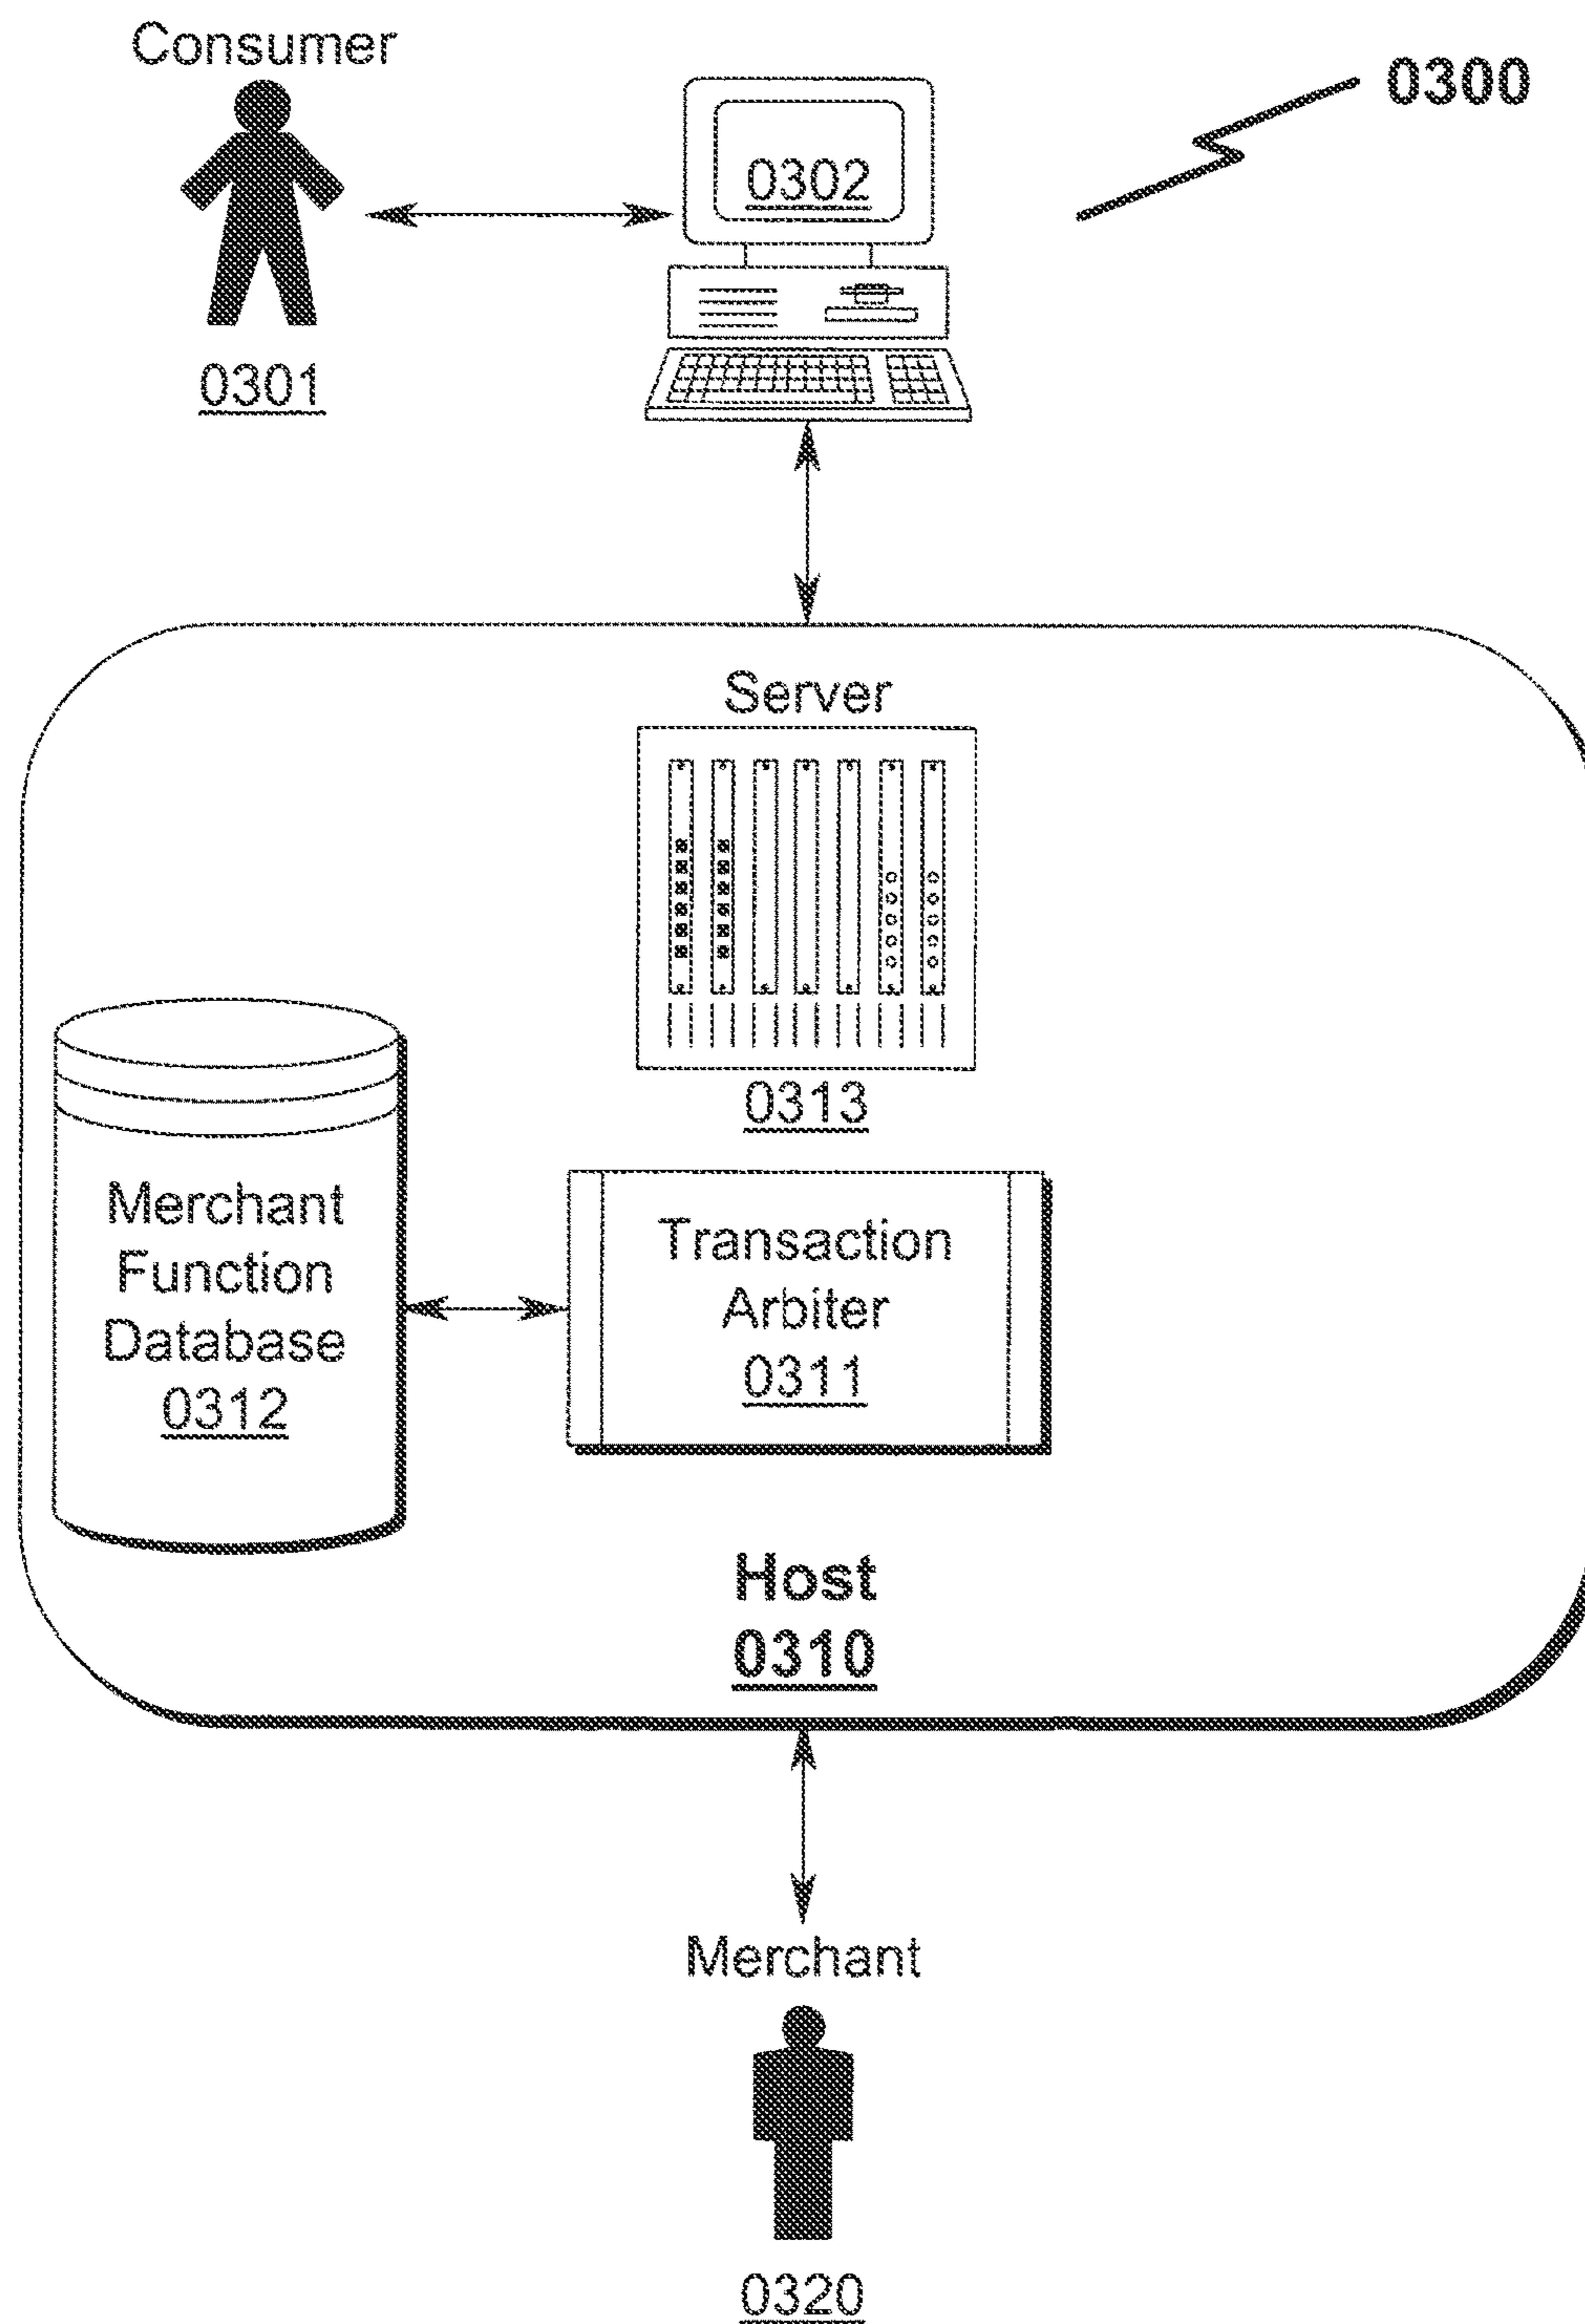 Consumer
0300
0302
0301
Server
0313
Merchant
Function
Database
0312
Transaction
Arbiter
0311
Host
0310
Merchant
0320